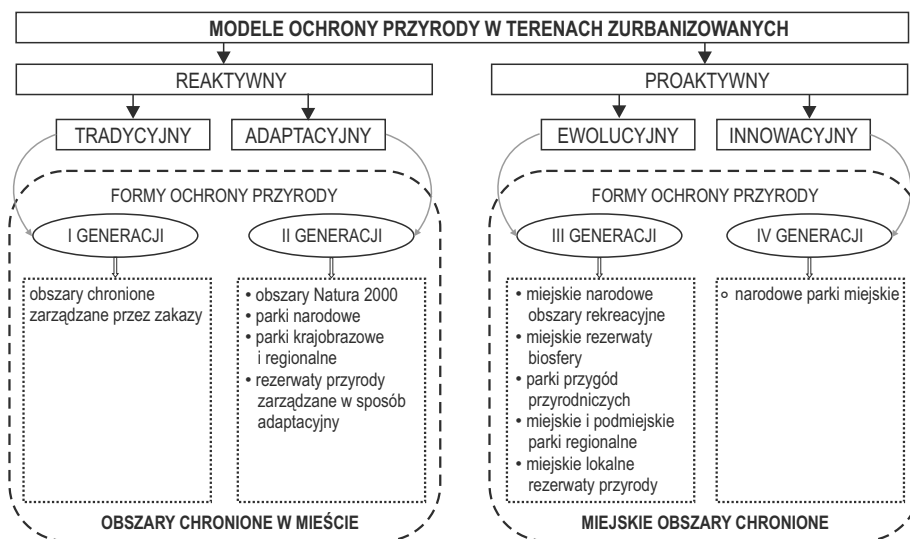 MODELE OCHRONY PRZYRODY W TERENACH ZURBANIZOWANYCH
REAKTYWNY
PROAKTYWNY
TRADYCYJNY
ADAPTACYJNY
EWOLUCYJNY
INNOWACYJNY
FORMY OCHRONY PRZYRODY
I GENERACJI
II GENERACJI
obszary chronione
zarządzane przez zakazy
• obszary Natura 2000
• parki narodowe
• parki krajobrazowe
i regionalne
• rezerwaty przyrody
zarządzane w sposób
adaptacyjny
OBSZARY CHRONIONE W MIEŚCIE
FORMY OCHRONY PRZYRODY
III GENERACJI
IV GENERACJI
• miejskie narodowe
obszary rekreacyjne
• miejskie rezerwaty
biosfery
• parki przygód
przyrodniczych
• miejskie i podmiejskie
parki regionalne
• miejskie lokalne
rezerwaty przyrody
narodowe parki miejskie
MIEJSKIE OBSZARY CHRONIONE